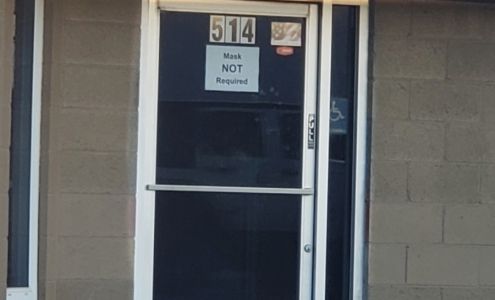 514
Mask
NOT
Required